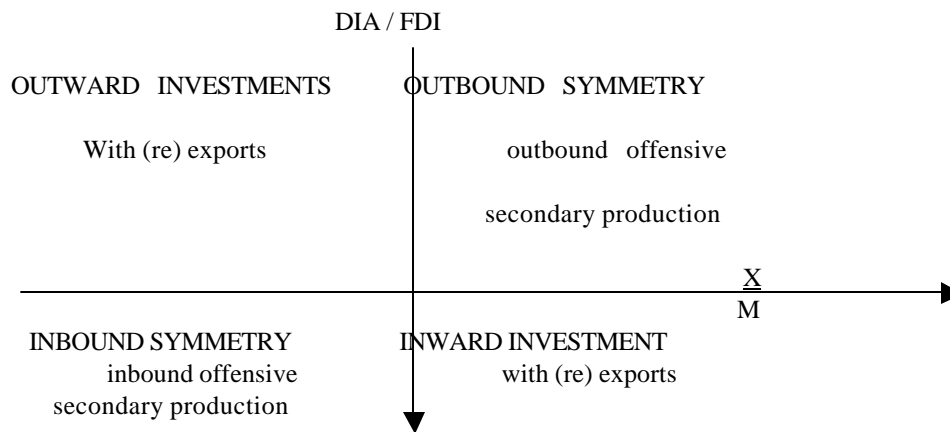 DIA / FDI
OUTWARD INVESTMENTS
With (re) exports
OUTBOUND SYMMETRY
outbound offensive
secondary production
X
M
INBOUND SYMMETRY
inbound offensive
secondary production
INWARD INVESTMENT
with (re) exports